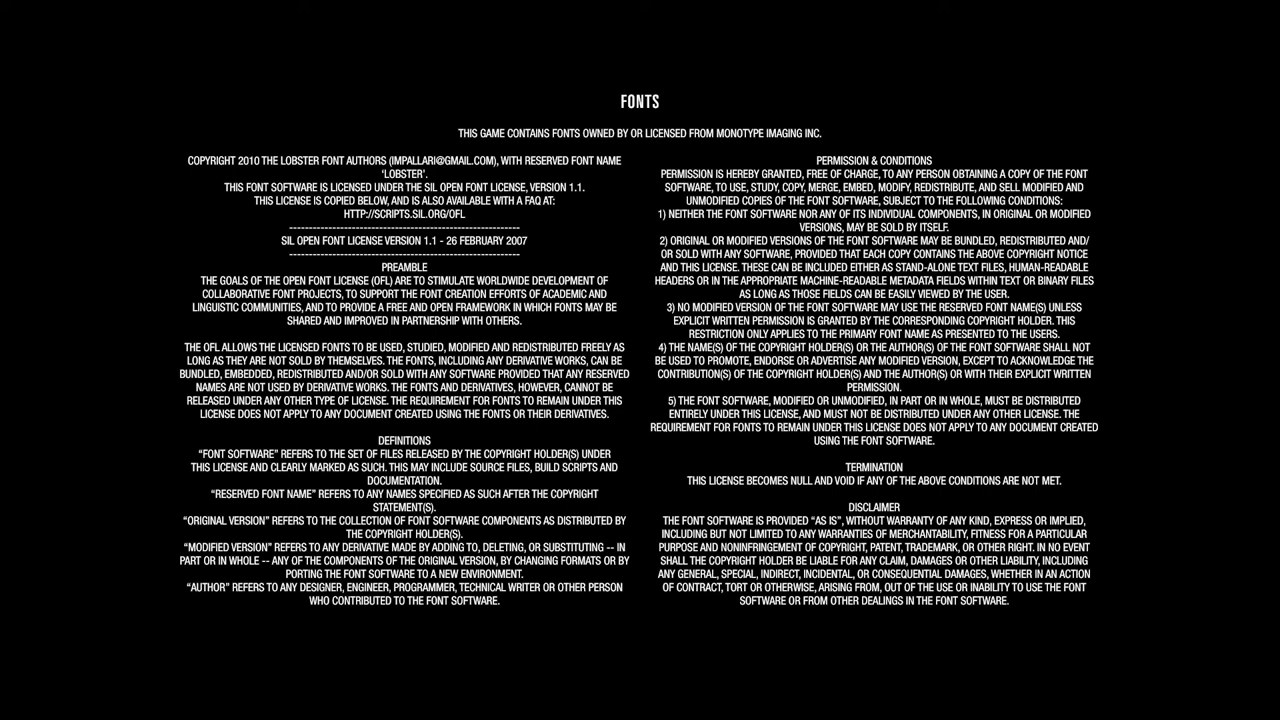 FONTS
THIS GAME CONTAINS FONTS OWNED BY OR LICENSED FROM MONOTYPE IMAGING INC.
COPYRIGHT 2010 THE LOBSTER FONT AUTHORS (IMPALLARI@GMAIL.COM), WITH RESERVED FONT NAME
'LOBSTER'.
THIS FONT SOFTWARE IS LICENSED UNDER THE SIL OPEN FONT LICENSE, VERSION 1.1.
THIS LICENSE IS COPIED BELOW, AND IS ALSO AVAILABLE WITH A FAQ AT:
HTTP://SCRIPTS.SIL.ORG/OFL
-----------------------------------------------------------
SIL OPEN FONT LICENSE VERSION 1.1 - 26 FEBRUARY 2007
-----------------------------------------------------------
PREAMBLE
THE GOALS OF THE OPEN FONT LICENSE (OFL) ARE TO STIMULATE WORLDWIDE DEVELOPMENT OF
COLLABORATIVE FONT PROJECTS, TO SUPPORT THE FONT CREATION EFFORTS OF ACADEMIC AND
LINGUISTIC COMMUNITIES, AND TO PROVIDE A FREE AND OPEN FRAMEWORK IN WHICH FONTS MAY BE
SHARED AND IMPROVED IN PARTNERSHIP WITH OTHERS.
THE OFL ALLOWS THE LICENSED FONTS TO BE USED, STUDIED, MODIFIED AND REDISTRIBUTED FREELY AS
LONG AS THEY ARE NOT SOLD BY THEMSELVES. THE FONTS, INCLUDING ANY DERIVATIVE WORKS, CAN BE
BUNDLED, EMBEDDED, REDISTRIBUTED AND/OR SOLD WITH ANY SOFTWARE PROVIDED THAT ANY RESERVED
NAMES ARE NOT USED BY DERIVATIVE WORKS. THE FONTS AND DERIVATIVES, HOWEVER, CANNOT BE
RELEASED UNDER ANY OTHER TYPE OF LICENSE. THE REQUIREMENT FOR FONTS TO REMAIN UNDER THIS
LICENSE DOES NOT APPLY TO ANY DOCUMENT CREATED USING THE FONTS OR THEIR DERIVATIVES.
DEFINITIONS
“FONT SOFTWARE” REFERS TO THE SET OF FILES RELEASED BY THE COPYRIGHT HOLDER(S) UNDER
THIS LICENSE AND CLEARLY MARKED AS SUCH. THIS MAY INCLUDE SOURCE FILES, BUILD SCRIPTS AND
DOCUMENTATION.
“RESERVED FONT NAME” REFERS TO ANY NAMES SPECIFIED AS SUCH AFTER THE COPYRIGHT
STATEMENT(S).
“ORIGINAL VERSION” REFERS TO THE COLLECTION OF FONT SOFTWARE COMPONENTS AS DISTRIBUTED BY
THE COPYRIGHT HOLDER(S).
“MODIFIED VERSION” REFERS TO ANY DERIVATIVE MADE BY ADDING TO, DELETING, OR SUBSTITUTING -- IN
PART OR IN WHOLE -- ANY OF THE COMPONENTS OF THE ORIGINAL VERSION, BY CHANGING FORMATS OR BY
PORTING THE FONT SOFTWARE TO A NEW ENVIRONMENT.
“AUTHOR” REFERS TO ANY DESIGNER, ENGINEER, PROGRAMMER, TECHNICAL WRITER OR OTHER PERSON
WHO CONTRIBUTED TO THE FONT SOFTWARE.
PERMISSION & CONDITIONS
PERMISSION IS HEREBY GRANTED, FREE OF CHARGE, TO ANY PERSON OBTAINING A COPY OF THE FONT
SOFTWARE, TO USE, STUDY, COPY, MERGE, EMBED, MODIFY, REDISTRIBUTE, AND SELL MODIFIED AND
UNMODIFIED COPIES OF THE FONT SOFTWARE, SUBJECT TO THE FOLLOWING CONDITIONS:
1) NEITHER THE FONT SOFTWARE NOR ANY OF ITS INDIVIDUAL COMPONENTS, IN ORIGINAL OR MODIFIED
VERSIONS, MAY BE SOLD BY ITSELF.
2) ORIGINAL OR MODIFIED VERSIONS OF THE FONT SOFTWARE MAY BE BUNDLED, REDISTRIBUTED AND/
OR SOLD WITH ANY SOFTWARE, PROVIDED THAT EACH COPY CONTAINS THE ABOVE COPYRIGHT NOTICE
AND THIS LICENSE. THESE CAN BE INCLUDED EITHER AS STAND-ALONE TEXT FILES, HUMAN-READABLE
HEADERS OR IN THE APPROPRIATE MACHINE-READABLE METADATA FIELDS WITHIN TEXT OR BINARY FILES
AS LONG AS THOSE FIELDS CAN BE EASILY VIEWED BY THE USER.
3) NO MODIFIED VERSION OF THE FONT SOFTWARE MAY USE THE RESERVED FONT NAME(S) UNLESS
EXPLICIT WRITTEN PERMISSION IS GRANTED BY THE CORRESPONDING COPYRIGHT HOLDER. THIS
RESTRICTION ONLY APPLIES TO THE PRIMARY FONT NAME AS PRESENTED TO THE USERS.
4) THE NAME(S) OF THE COPYRIGHT HOLDER(S) OR THE AUTHOR(S) OF THE FONT SOFTWARE SHALL NOT
BE USED TO PROMOTE, ENDORSE OR ADVERTISE ANY MODIFIED VERSION, EXCEPT TO ACKNOWLEDGE THE
CONTRIBUTION(S) OF THE COPYRIGHT HOLDER(S) AND THE AUTHOR(S) OR WITH THEIR EXPLICIT WRITTEN
PERMISSION.
5) THE FONT SOFTWARE, MODIFIED OR UNMODIFIED, IN PART OR IN WHOLE, MUST BE DISTRIBUTED
ENTIRELY UNDER THIS LICENSE, AND MUST NOT BE DISTRIBUTED UNDER ANY OTHER LICENSE. THE
REQUIREMENT FOR FONTS TO REMAIN UNDER THIS LICENSE DOES NOT APPLY TO ANY DOCUMENT CREATED
USING THE FONT SOFTWARE.
TERMINATION
THIS LICENSE BECOMES NULL AND VOID IF ANY OF THE ABOVE CONDITIONS ARE NOT MET.
DISCLAIMER
THE FONT SOFTWARE IS PROVIDED “AS IS”, WITHOUT WARRANTY OF ANY KIND, EXPRESS OR IMPLIED,
INCLUDING BUT NOT LIMITED TO ANY WARRANTIES OF MERCHANTABILITY, FITNESS FOR A PARTICULAR
PURPOSE AND NONINFRINGEMENT OF COPYRIGHT, PATENT, TRADEMARK, OR OTHER RIGHT. IN NO EVENT
SHALL THE COPYRIGHT HOLDER BE LIABLE FOR ANY CLAIM, DAMAGES OR OTHER LIABILITY, INCLUDING
ANY GENERAL, SPECIAL, INDIRECT, INCIDENTAL, OR CONSEQUENTIAL DAMAGES, WHETHER IN AN ACTION
OF CONTRACT, TORT OR OTHERWISE, ARISING FROM, OUT OF THE USE OR INABILITY TO USE THE FONT
SOFTWARE OR FROM OTHER DEALINGS IN THE FONT SOFTWARE.